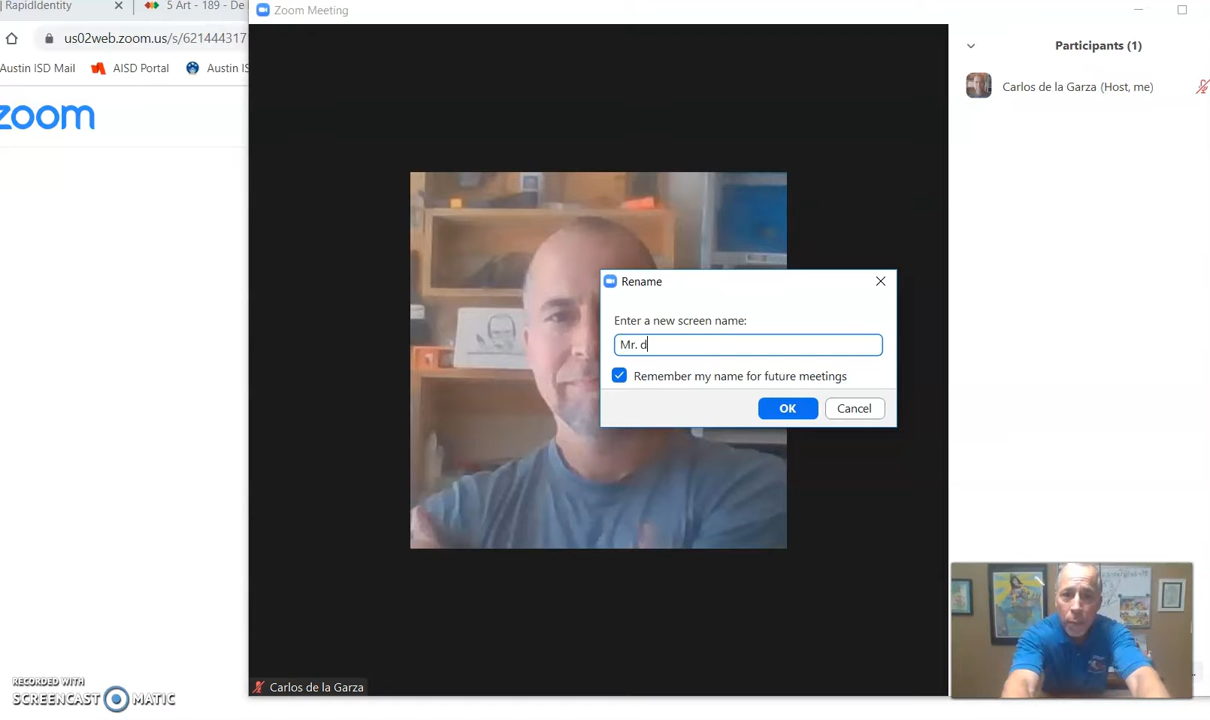 RapidIdentity
5 Art - 189 - De
Zoom Meeting
us02web.zoom.us/s/621444317
Austin ISD Mail
AISD Portal
Austin IS
zoom
Participants (1)
Carlos de la Garza (Host, me)
Rename
Enter a new screen name:
Mr. d
Remember my name for future meetings
OK
Cancel
Carlos de la Garza
RECORDED WITH
SCREENCAST MATIC